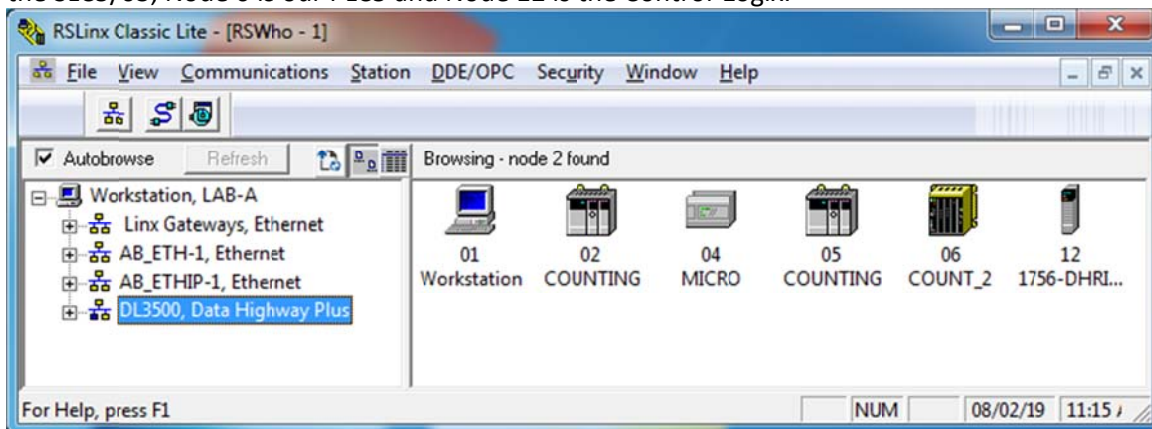 RSLinx Classic Lite - [RSWho - 1]
File View Communications Station DDE/OPC Security Window Help
Autobrowse Refresh Browsing - node 2 found
Workstation, LAB-A
Linx Gateways, Ethernet
AB_ETH-1, Ethernet
AB_ETHIP-1, Ethernet
DL3500, Data Highway Plus
01 02 04 05 06 12
Workstation COUNTING MICRO COUNTING COUNT_2 1756-DHRI...
For Help, press F1 NUM 08/02/19 11:15